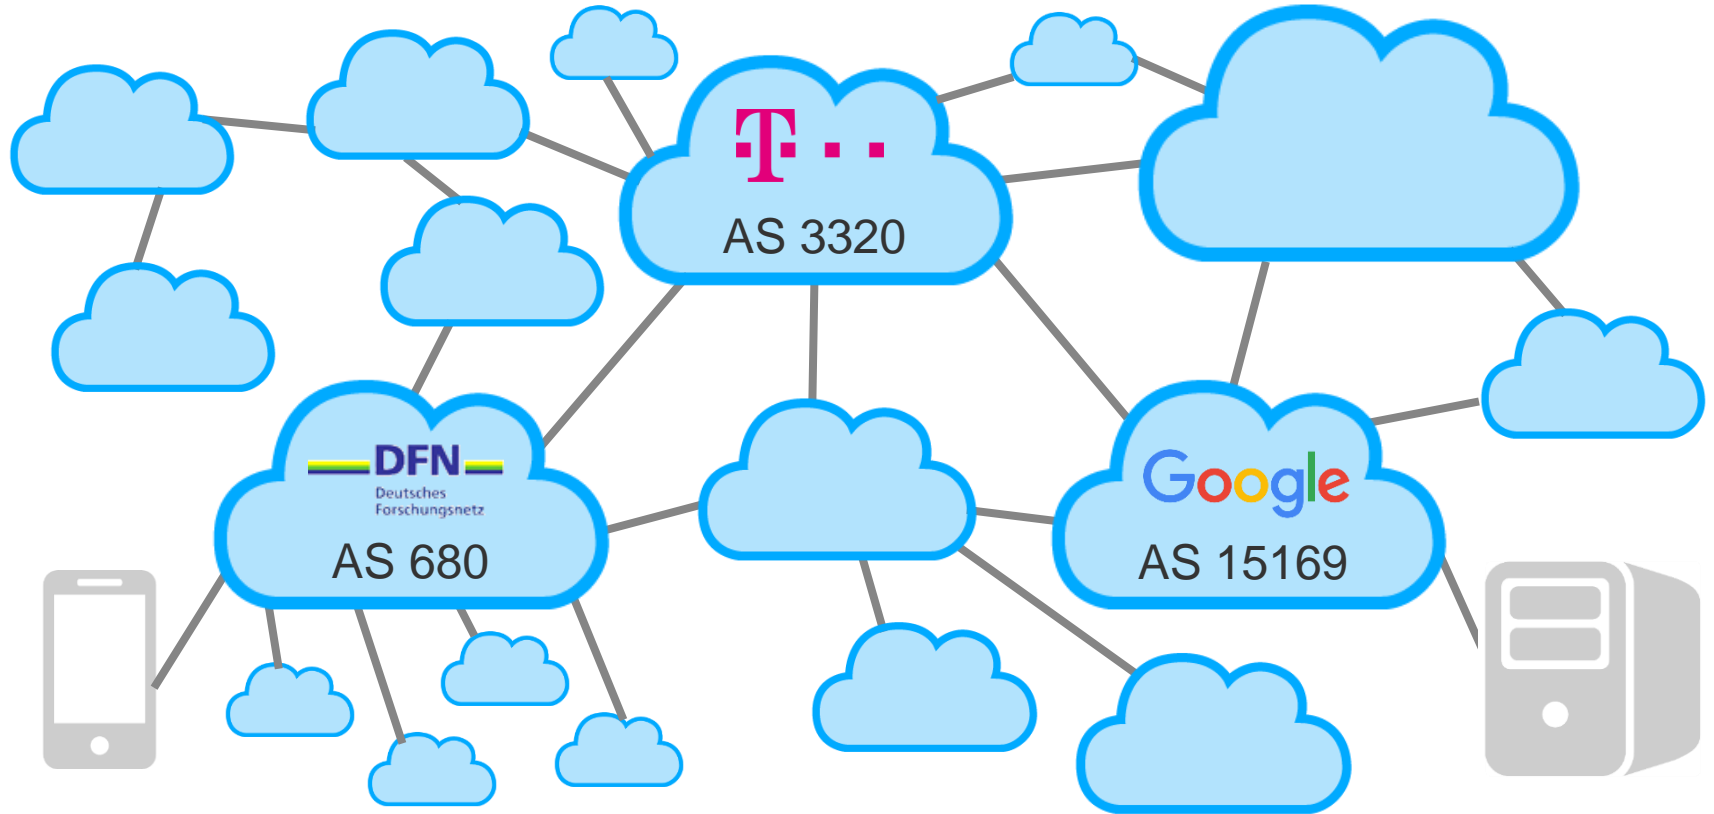 T
AS 3320
DFN
Deutsches
Forschungsnetz
AS 680
Google
AS 15169